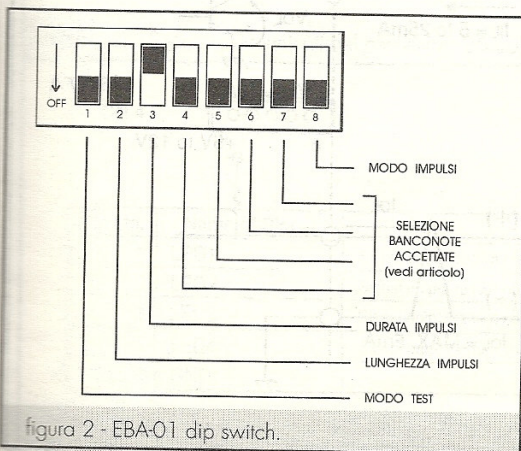 OFF
1 2 3 4 5 6 7 8
MODO IMPULSI
SELEZIONE
BANCONOTE
ACCETTATE
(vedi articolo)
DURATA IMPULSI
LUNGHEZZA IMPULSI
MODO TEST
figura 2 - EBA-01 dip switch.